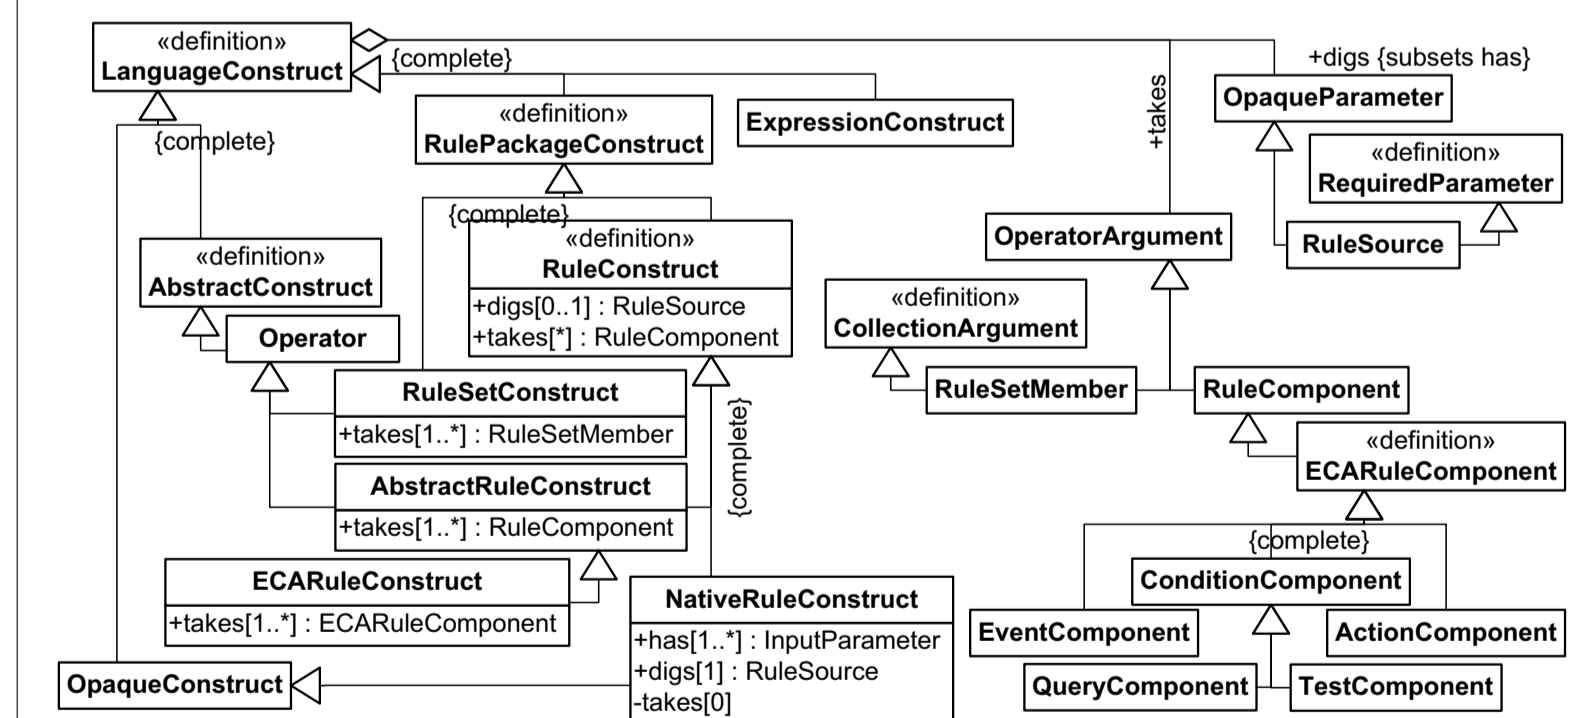 «definition»
LanguageConstruct
{complete}
{complete}
«definition»
RulePackageConstruct
ExpressionConstruct
+takes
+digs {subsets has}
OpaqueParameter
«definition»
RequiredParameter
RuleSource
OperatorArgument
{complete}
«definition»
RuleConstruct
+digs[0..1] : RuleSource
+takes[*] : RuleComponent
«definition»
AbstractConstruct
Operator
«definition»
CollectionArgument
RuleSetMember
RuleComponent
RuleSetConstruct
+takes[1..*] : RuleSetMember
{complete}
«definition»
ECARuleComponent
AbstractRuleConstruct
+takes[1..*] : RuleComponent
{complete}
ECARuleConstruct
+takes[1..*] : ECARuleComponent
ConditionComponent
NativeRuleConstruct
+has[1..*] : InputParameter
+digs[1] : RuleSource
-takes[0]
EventComponent
ActionComponent
OpaqueConstruct
QueryComponent
TestComponent